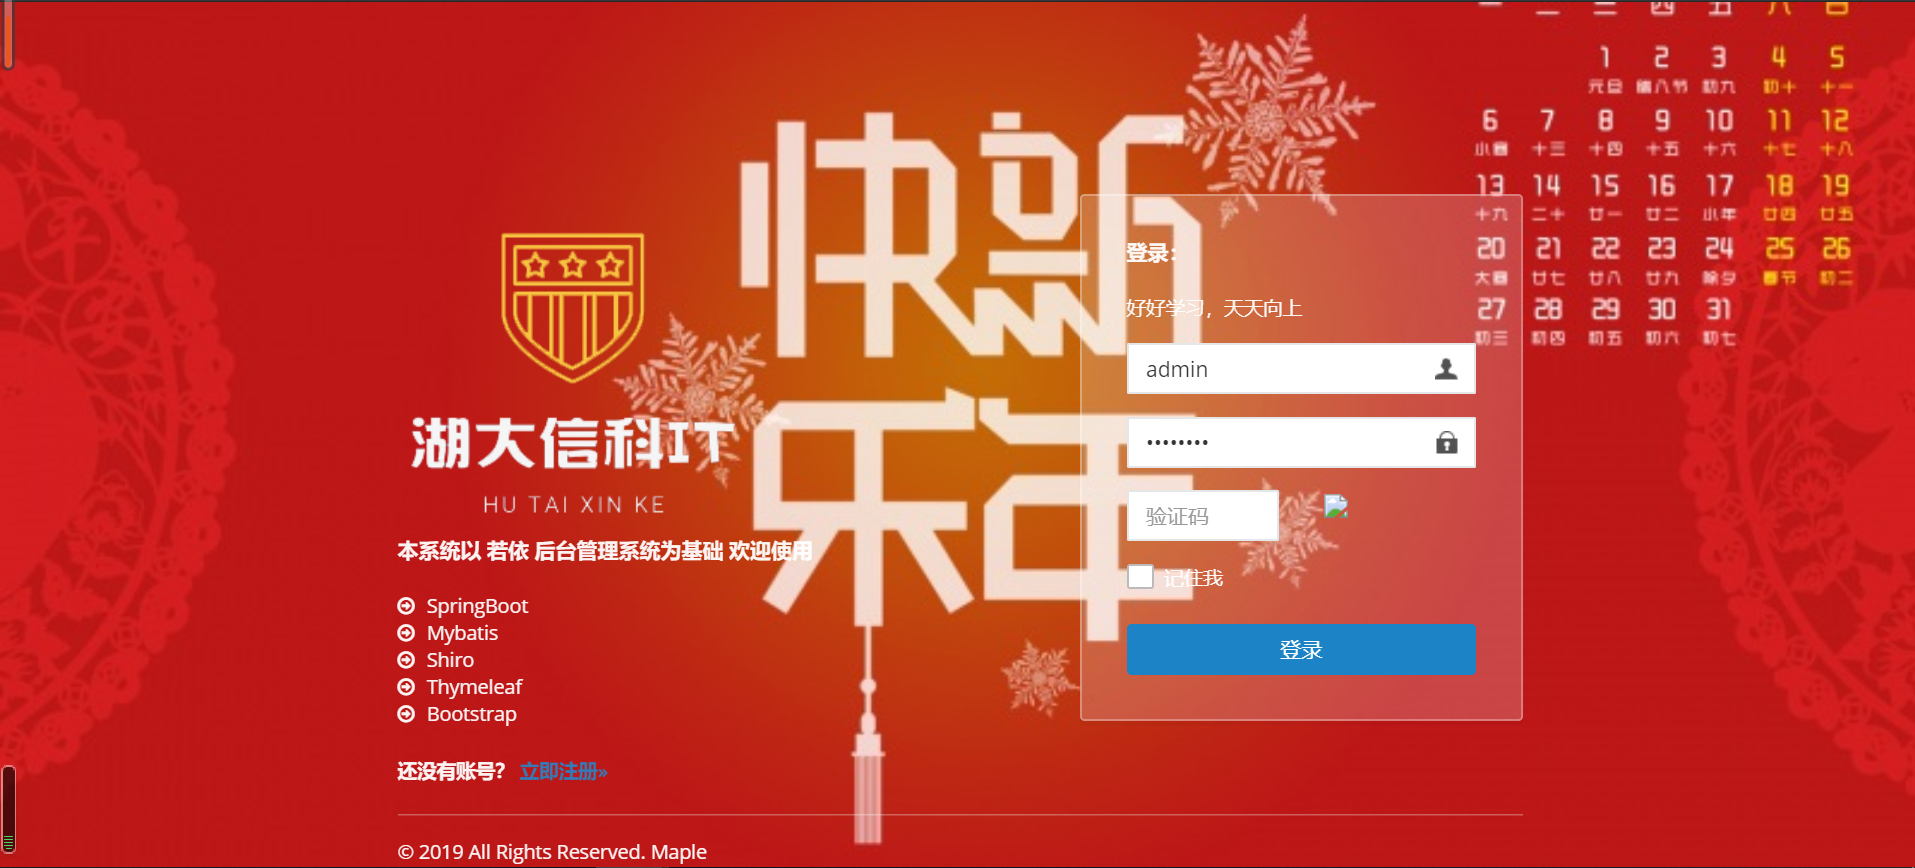 一 二 三 四 五 六 日
1 2 3 4 5
元旦 腊八节 初九 初十 十一
6 7 8 9 10 11 12
小寒 十三 十四 十五 十六 十七 十八
13 14 15 16 17 18 19
十九 二十 廿一 廿二 小年 廿四 廿五
20 21 22 23 24 25 26
大寒 廿七 廿八 廿九 除夕 春节 初二
27 28 29 30 31
初三 初四 初五 初六 初七
快新
乐年
平
安
湖大信科IT
HU TAI XIN KE
本系统以 若依 后台管理系统为基础 欢迎使用
SpringBoot
Mybatis
Shiro
Thymeleaf
Bootstrap
还没有账号? 立即注册»
登录:
好好学习，天天向上
admin
••••••••
验证码
记住我
登录
© 2019 All Rights Reserved. Maple